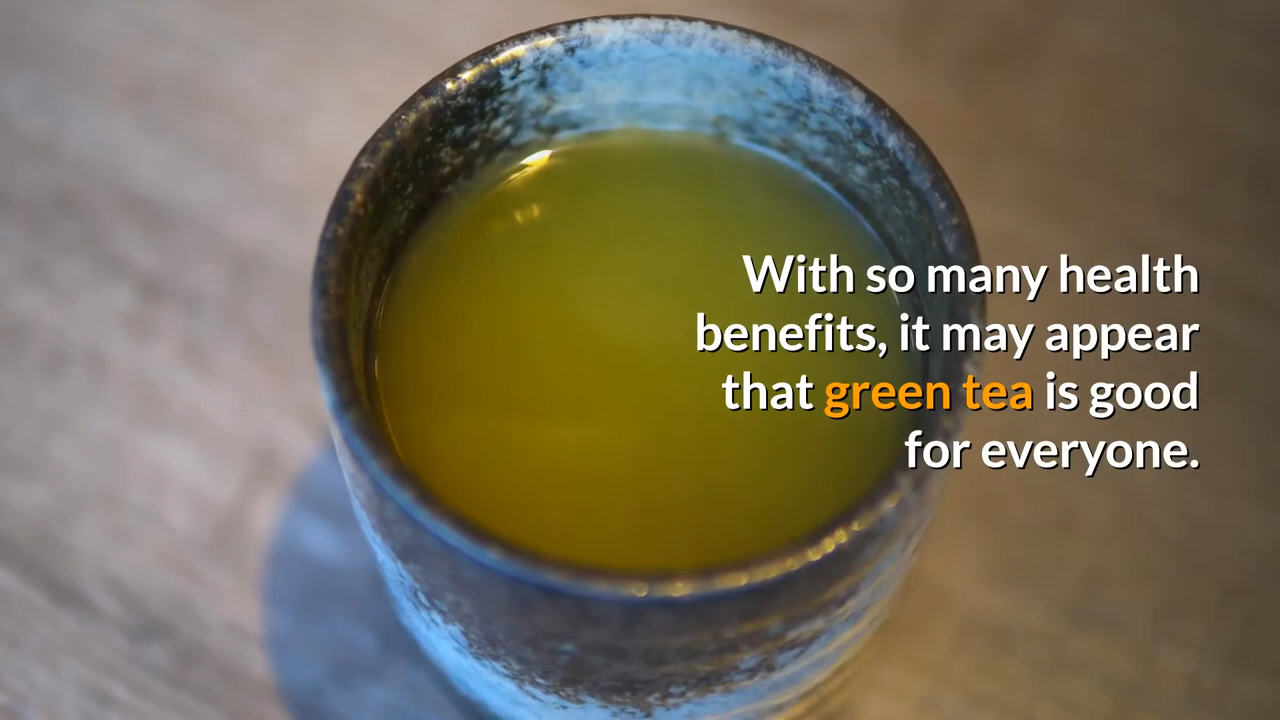 With so many health
benefits, it may appear
that green tea is good
for everyone.